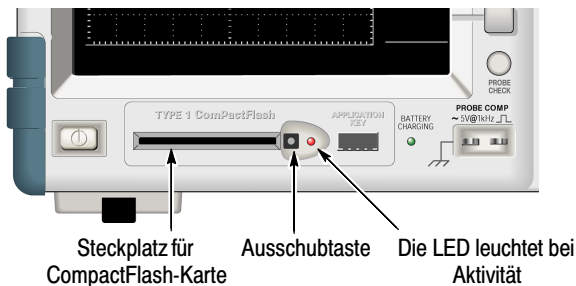 PROBE
CHECK
TYPE 1 ComPactFlash
APPLICATION
KEY
BATTERY
CHARGING
PROBE COMP
~ 5V@1kHz
Steckplatz für
CompactFlash-Karte
Ausschubtaste
Die LED leuchtet bei
Aktivität